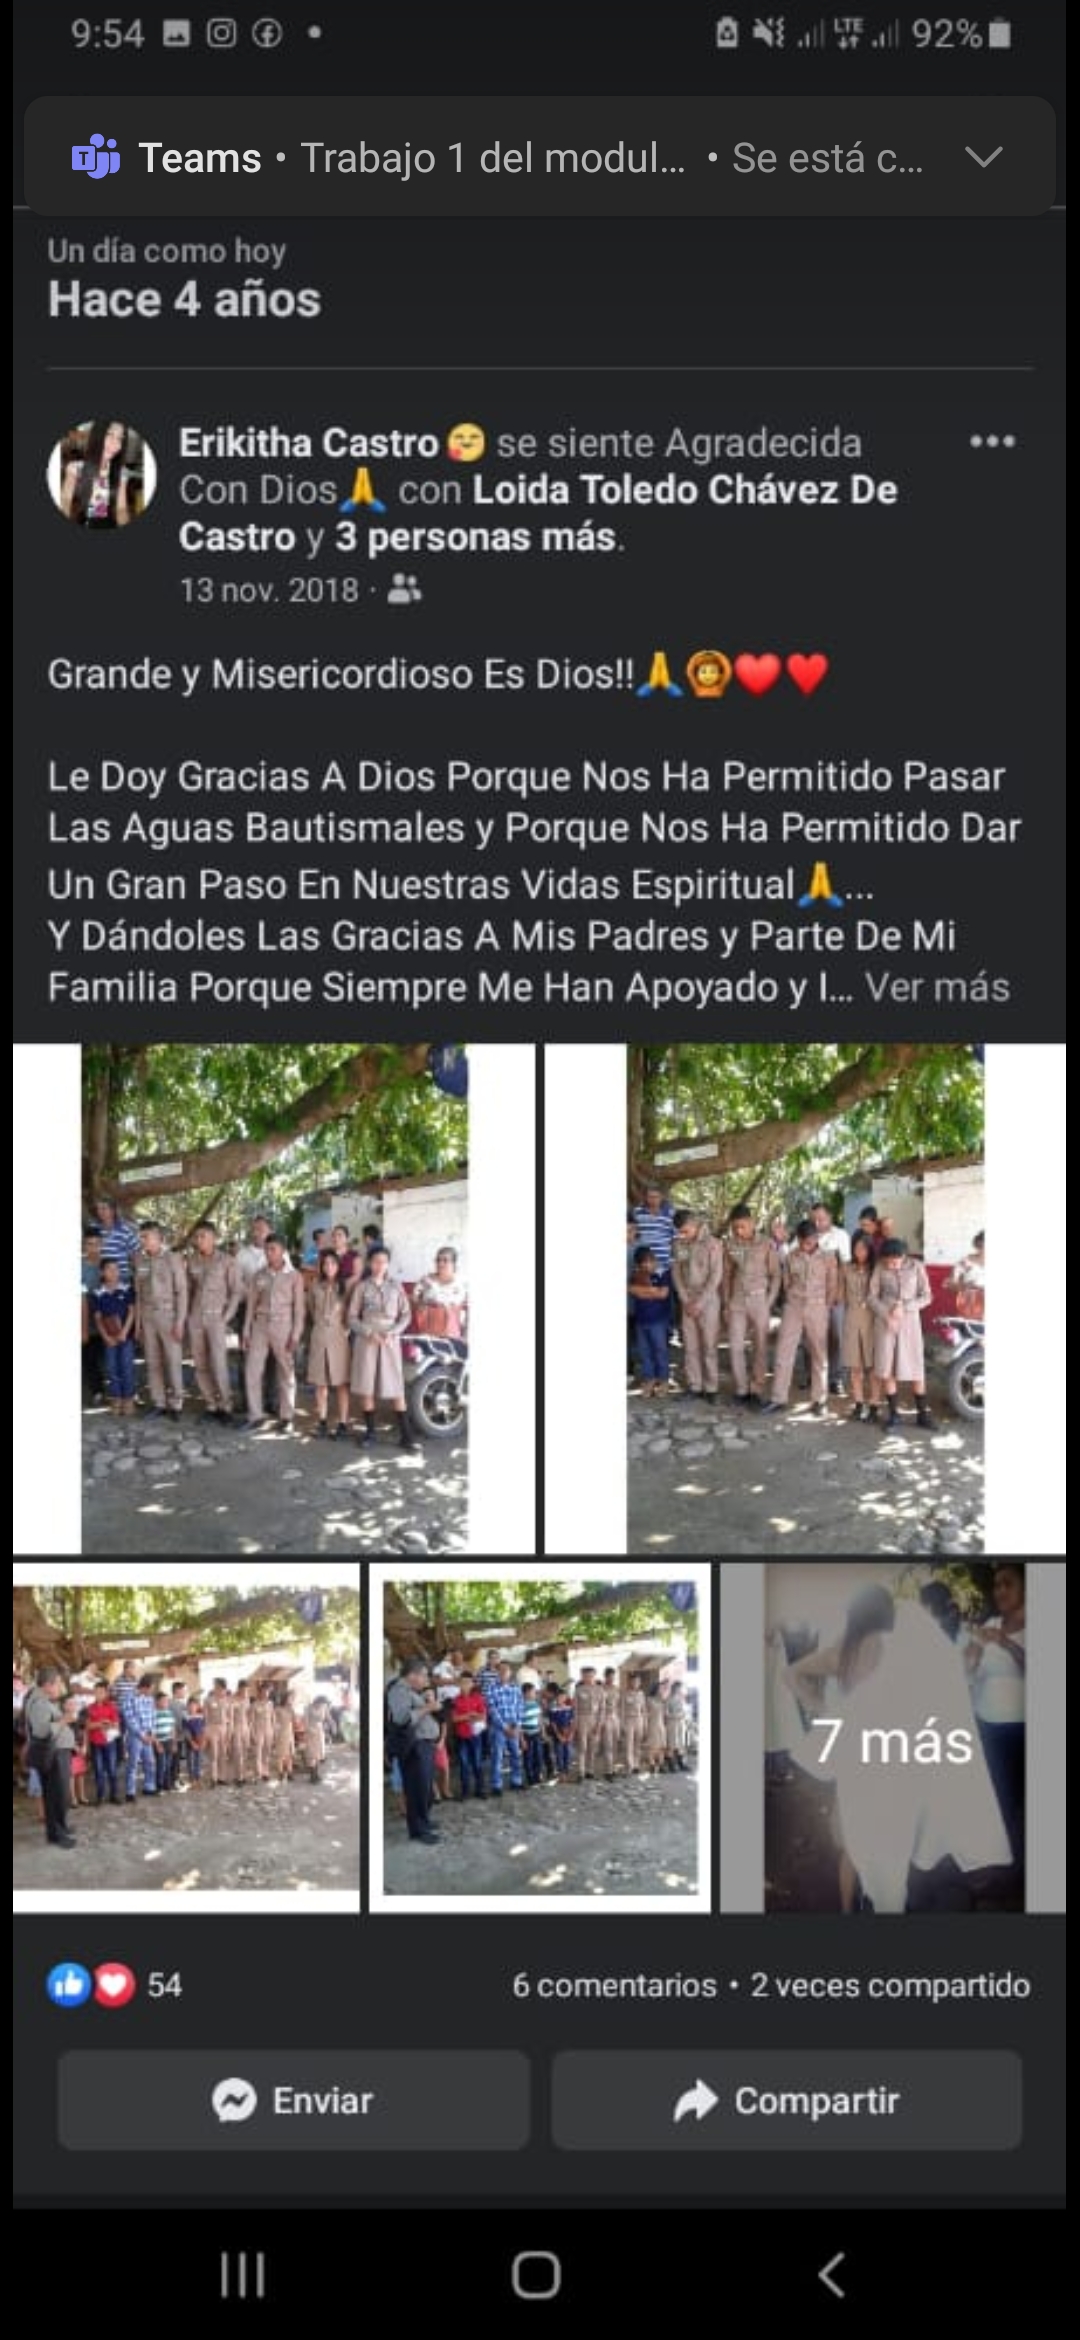 9:54
LTE 92%
Teams • Trabajo 1 del modul... • Se está c...
Un día como hoy
Hace 4 años
Erikitha Castro 🥰 se siente Agradecida
Con Dios🙏 con Loida Toledo Chávez De
Castro y 3 personas más.
13 nov. 2018 ·
Grande y Misericordioso Es Dios!!🙏🙆❤️♥️
Le Doy Gracias A Dios Porque Nos Ha Permitido Pasar
Las Aguas Bautismales y Porque Nos Ha Permitido Dar
Un Gran Paso En Nuestras Vidas Espiritual🙏...
Y Dándoles Las Gracias A Mis Padres y Parte De Mi
Familia Porque Siempre Me Han Apoyado y I... Ver más
7 más
54
6 comentarios • 2 veces compartido
Enviar
Compartir